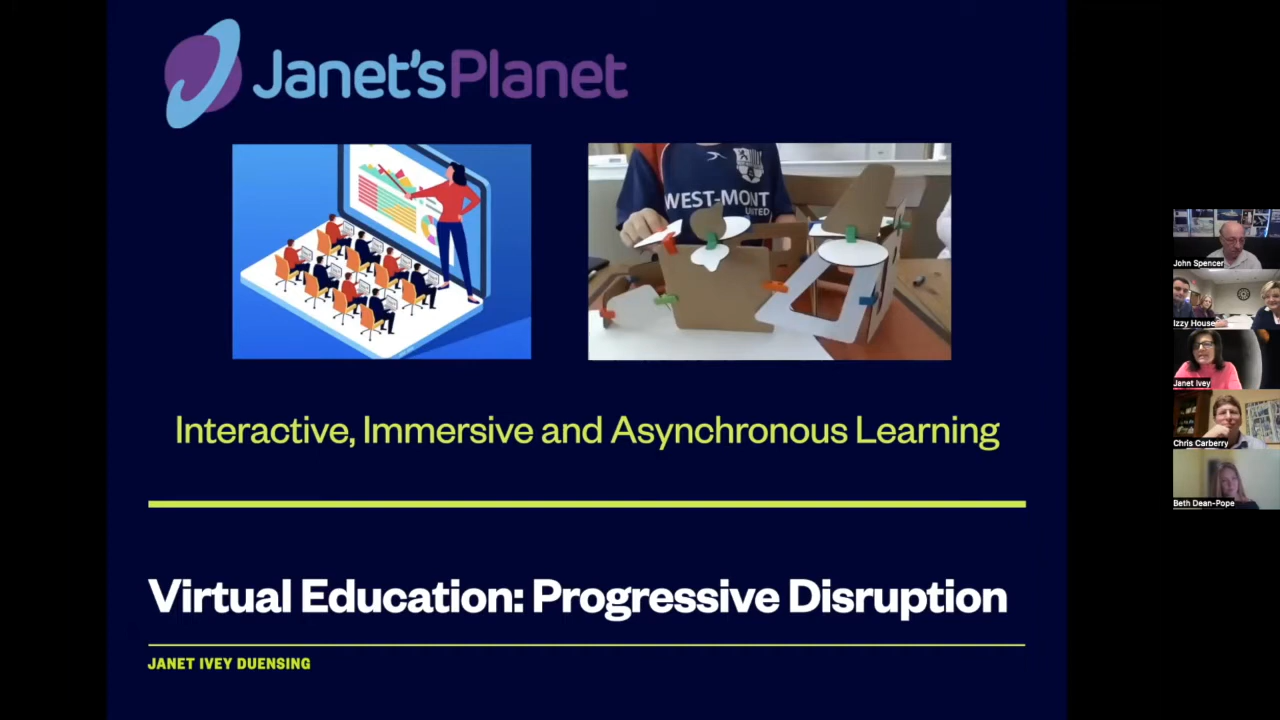 Janet's Planet
WEST-MONT
UNITED
Interactive, Immersive and Asynchronous Learning
Virtual Education: Progressive Disruption
JANET IVEY DUENSING
John Spencer
Izzy House
Janet Ivey
Chris Carberry
Beth Dean-Pope